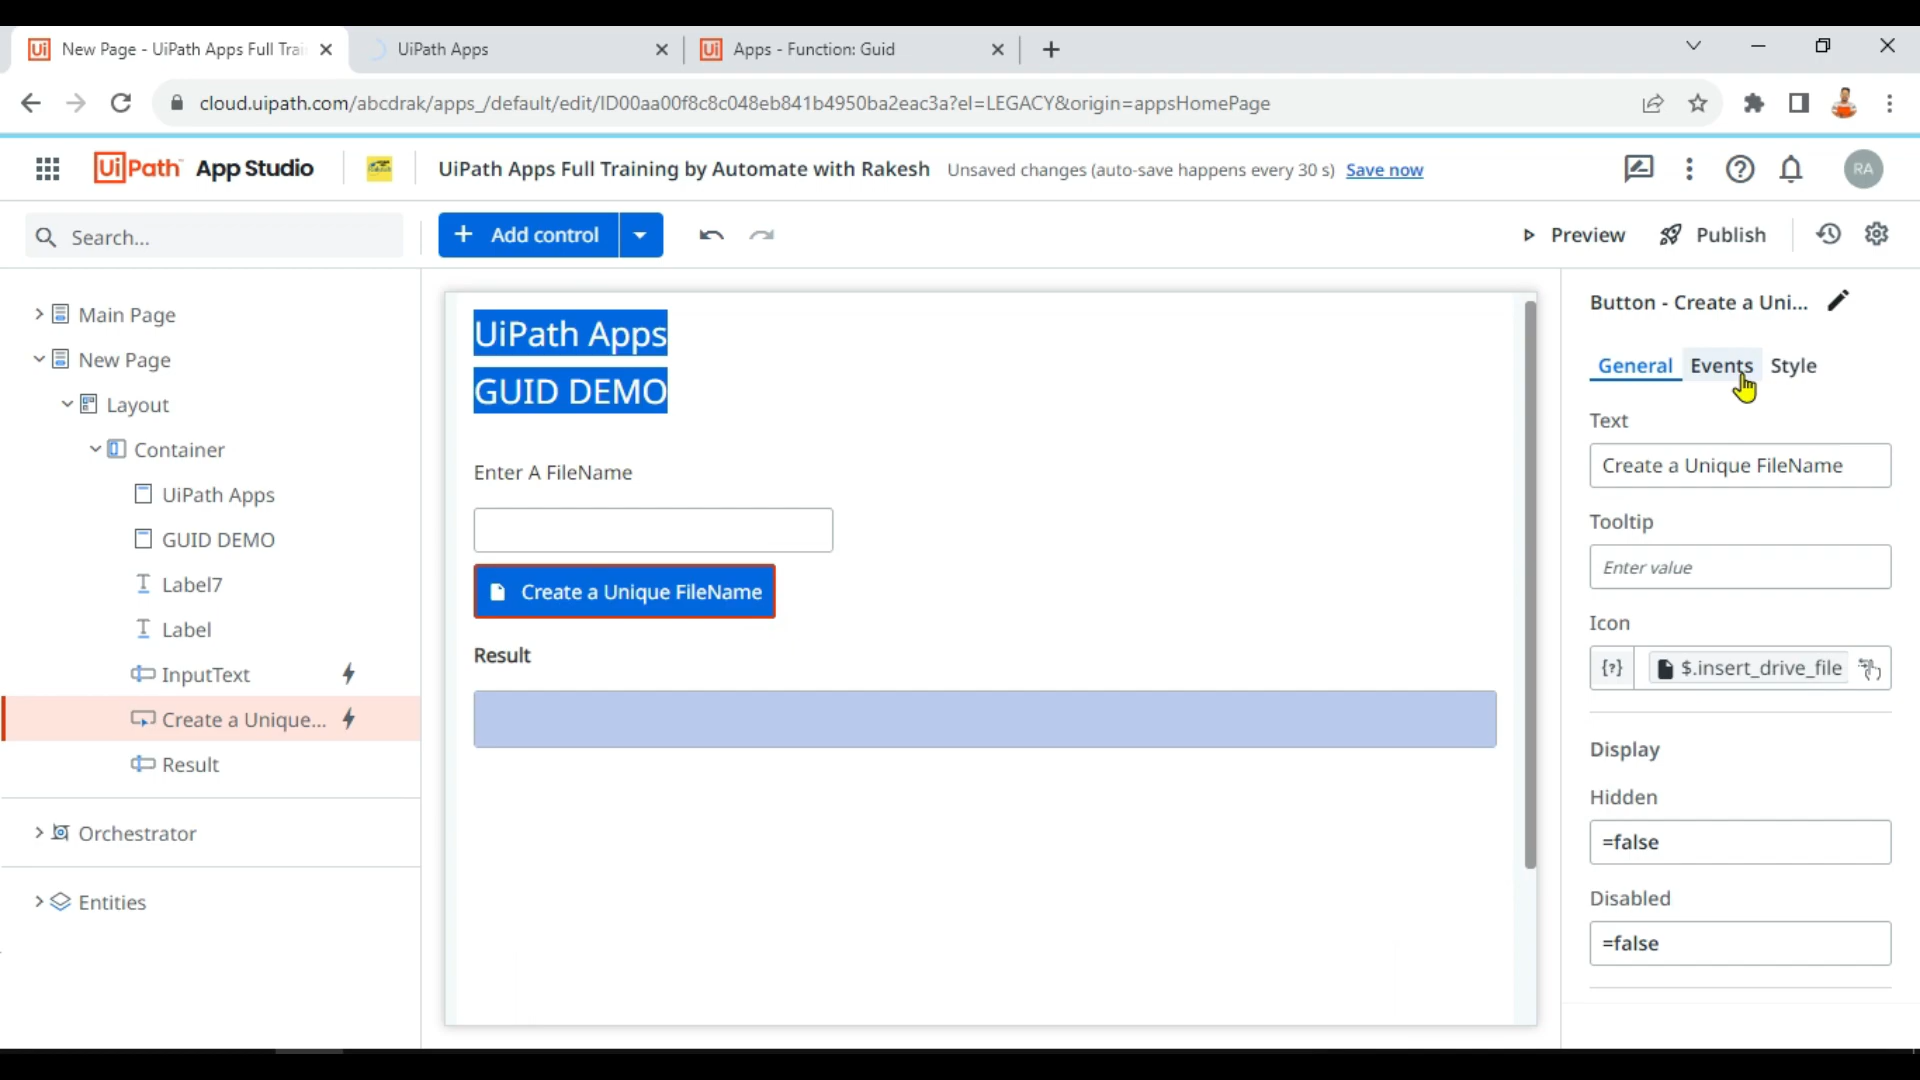 New Page - UiPath Apps Full Trai
UiPath Apps
Apps - Function: Guid
cloud.uipath.com/abcdrak/apps_/default/edit/ID00aa00f8c8c048eb841b4950ba2eac3a?el=LEGACY&origin=appsHomePage
UiPath App Studio
UiPath Apps Full Training by Automate with Rakesh
Unsaved changes (auto-save happens every 30 s) Save now
RA
Search...
Add control
Preview
Publish
Main Page
New Page
Layout
Container
UiPath Apps
GUID DEMO
Label7
Label
InputText
Create a Unique...
Result
Orchestrator
Entities
UiPath Apps
GUID DEMO
Enter A FileName
Create a Unique FileName
Result
Button - Create a Uni...
General Events Style
Text
Create a Unique FileName
Tooltip
Enter value
Icon
{?} $.insert_drive_file
Display
Hidden
=false
Disabled
=false